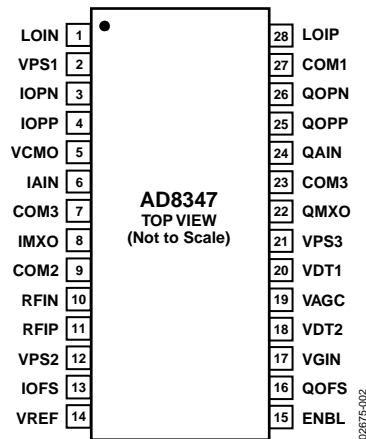 LOIN 1 28 LOIP
VPS1 2 27 COM1
IOPN 3 26 QOPN
IOPP 4 25 QOPP
VCMO 5 24 QAIN
IAIN 6 23 COM3
COM3 7 22 QMXO
IMXO 8 21 VPS3
COM2 9 20 VDT1
RFIN 10 19 VAGC
RFIP 11 18 VDT2
VPS2 12 17 VGIN
IOFS 13 16 QOFS
VREF 14 15 ENBL
AD8347
TOP VIEW
(Not to Scale)
02675-002